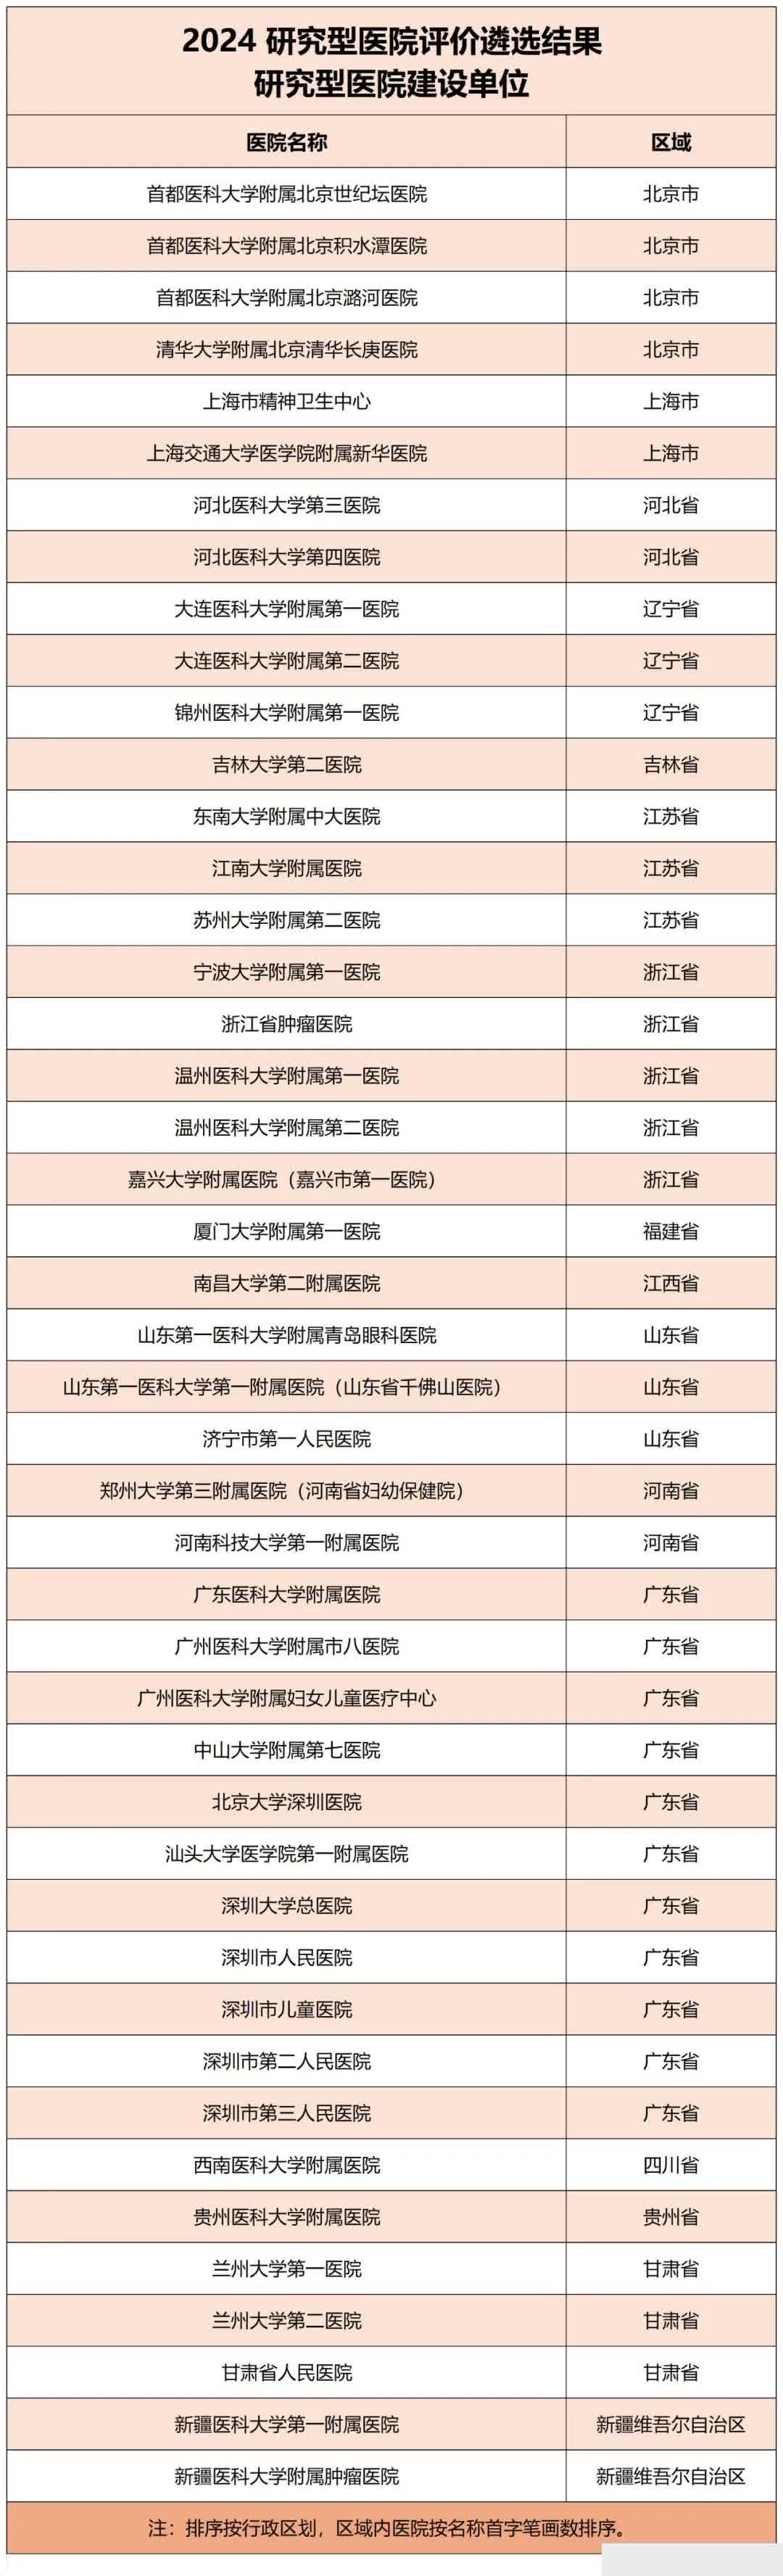 2024 研究型医院评价遴选结果
研究型医院建设单位
医院名称 区域
首都医科大学附属北京世纪坛医院 北京市
首都医科大学附属北京积水潭医院 北京市
首都医科大学附属北京潞河医院 北京市
清华大学附属北京清华长庚医院 北京市
上海市精神卫生中心 上海市
上海交通大学医学院附属新华医院 上海市
河北医科大学第三医院 河北省
河北医科大学第四医院 河北省
大连医科大学附属第一医院 辽宁省
大连医科大学附属第二医院 辽宁省
锦州医科大学附属第一医院 辽宁省
吉林大学第二医院 吉林省
东南大学附属中大医院 江苏省
江南大学附属医院 江苏省
苏州大学附属第二医院 江苏省
宁波大学附属第一医院 浙江省
浙江省肿瘤医院 浙江省
温州医科大学附属第一医院 浙江省
温州医科大学附属第二医院 浙江省
嘉兴大学附属医院（嘉兴市第一医院） 浙江省
厦门大学附属第一医院 福建省
南昌大学第二附属医院 江西省
山东第一医科大学附属青岛眼科医院 山东省
山东第一医科大学第一附属医院（山东省千佛山医院） 山东省
济宁市第一人民医院 山东省
郑州大学第三附属医院（河南省妇幼保健院） 河南省
河南科技大学第一附属医院 河南省
广东医科大学附属医院 广东省
广州医科大学附属市八医院 广东省
广州医科大学附属妇女儿童医疗中心 广东省
中山大学附属第七医院 广东省
北京大学深圳医院 广东省
汕头大学医学院第一附属医院 广东省
深圳大学总医院 广东省
深圳市人民医院 广东省
深圳市儿童医院 广东省
深圳市第二人民医院 广东省
深圳市第三人民医院 广东省
西南医科大学附属医院 四川省
贵州医科大学附属医院 贵州省
兰州大学第一医院 甘肃省
兰州大学第二医院 甘肃省
甘肃省人民医院 甘肃省
新疆医科大学第一附属医院 新疆维吾尔自治区
新疆医科大学附属肿瘤医院 新疆维吾尔自治区
注：排序按行政区划，区域内医院按名称首字笔画数排序。